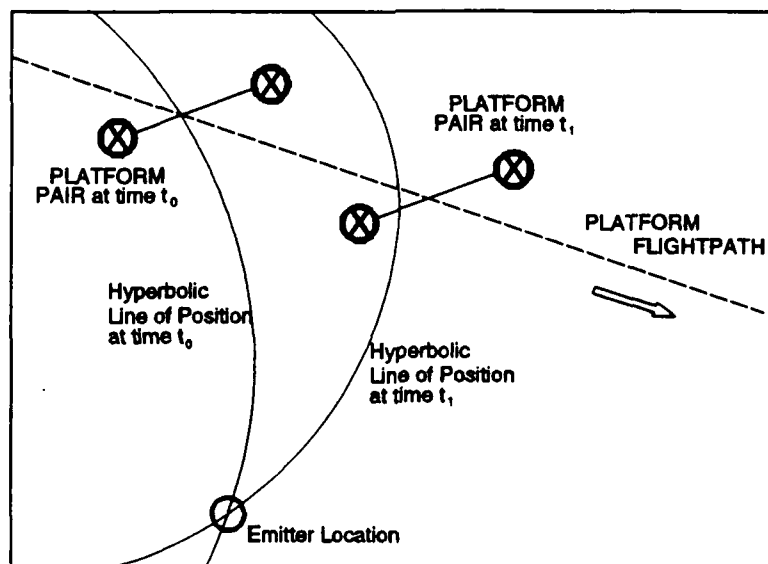 PLATFORM
PAIR at time t₁
PLATFORM
PAIR at time t₀
PLATFORM
FLIGHTPATH
Hyperbolic
Line of Position
at time t₀
Hyperbolic
Line of Position
at time t₁
Emitter Location